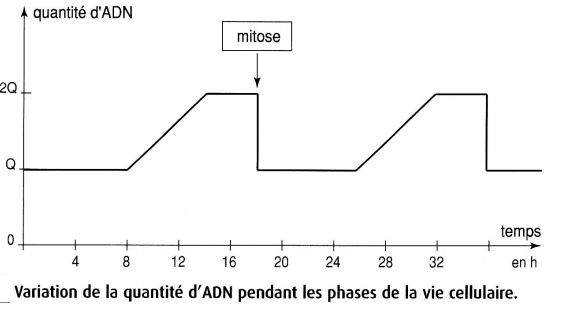 quantité d'ADN
mitose
2Q
Q
temps
0
4 8 12 16 20 24 28 32 en h
Variation de la quantité d'ADN pendant les phases de la vie cellulaire.